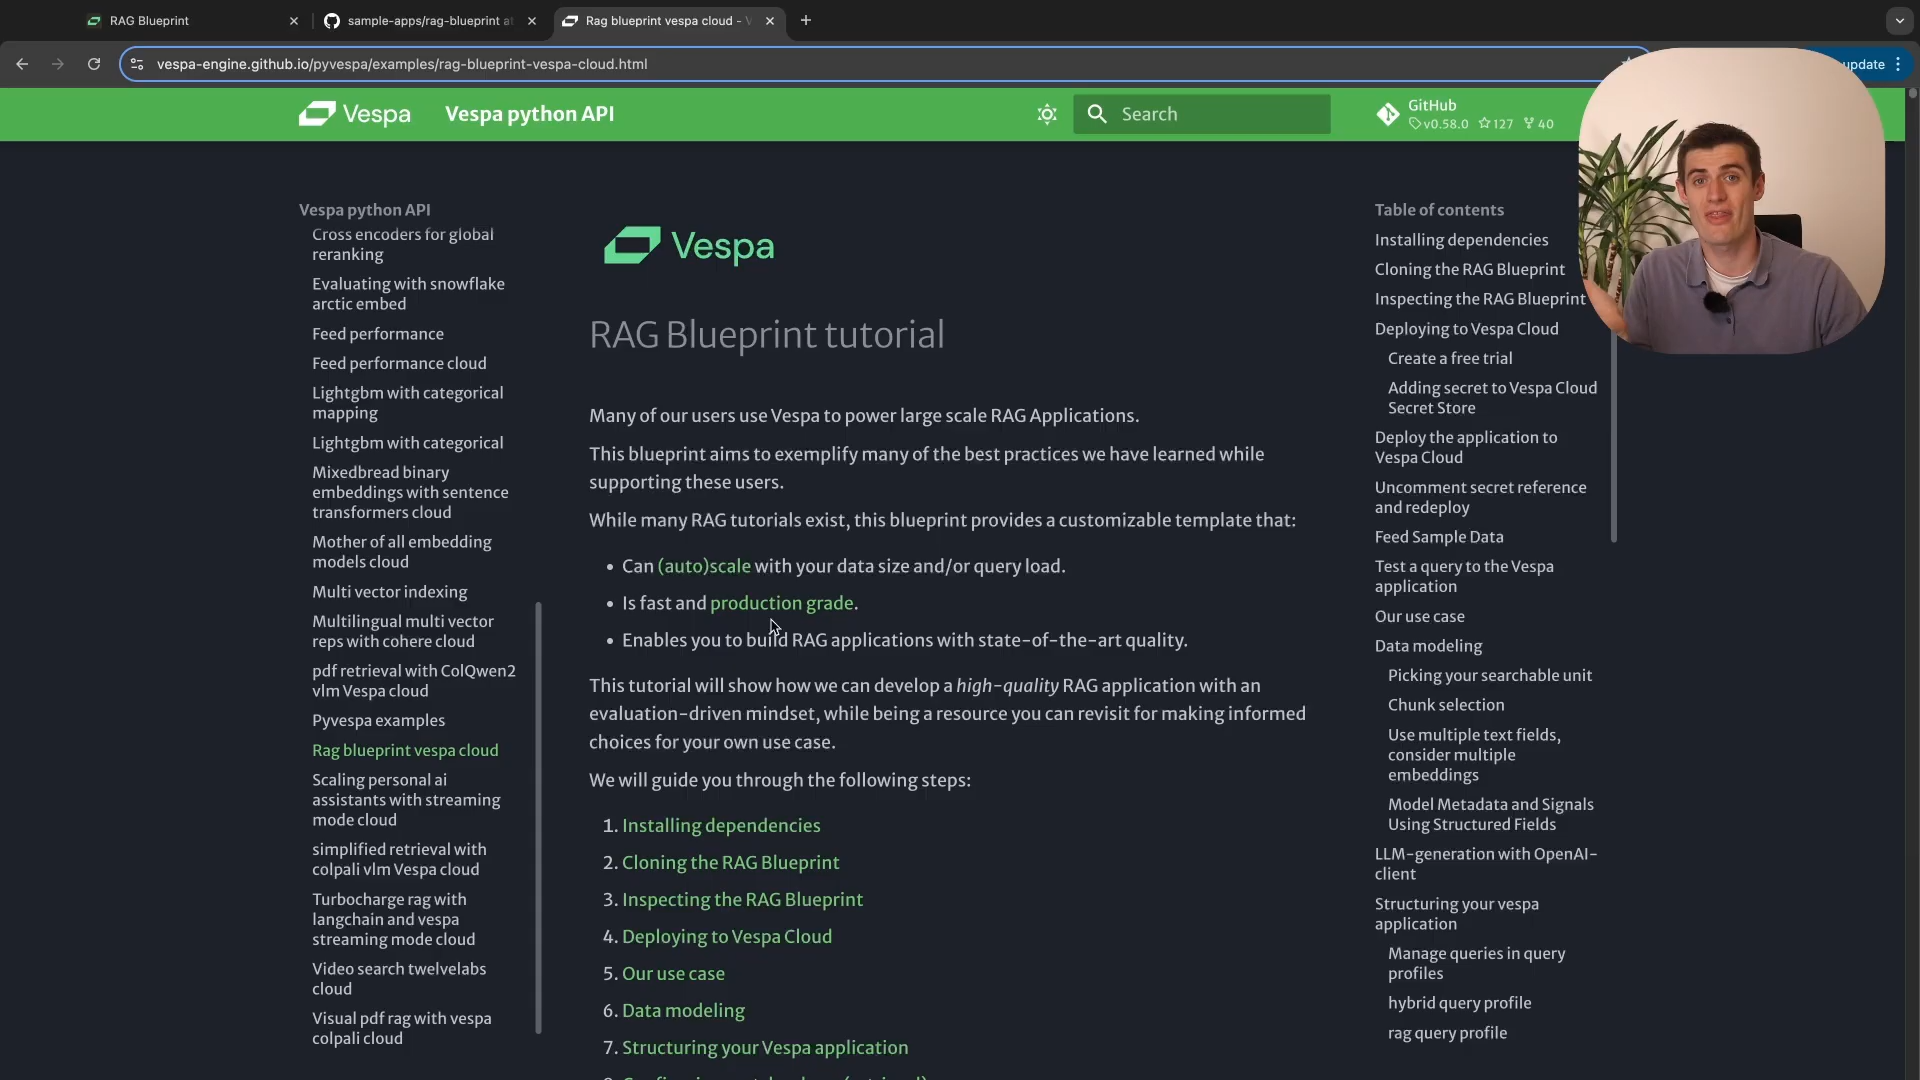 RAG Blueprint
sample-apps/rag-blueprint at
Rag blueprint vespa cloud - V
vespa-engine.github.io/pyvespa/examples/rag-blueprint-vespa-cloud.html
update
Vespa
Vespa python API
Search
GitHub
v0.58.0 127 40
Vespa python API
Cross encoders for global
reranking
Evaluating with snowflake
arctic embed
Feed performance
Feed performance cloud
Lightgbm with categorical
mapping
Lightgbm with categorical
Mixedbread binary
embeddings with sentence
transformers cloud
Mother of all embedding
models cloud
Multi vector indexing
Multilingual multi vector
reps with cohere cloud
pdf retrieval with ColQwen2
vlm Vespa cloud
Pyvespa examples
Rag blueprint vespa cloud
Scaling personal ai
assistants with streaming
mode cloud
simplified retrieval with
colpali vlm Vespa cloud
Turbocharge rag with
langchain and vespa
streaming mode cloud
Video search twelvelabs
cloud
Visual pdf rag with vespa
colpali cloud
Vespa
RAG Blueprint tutorial
Many of our users use Vespa to power large scale RAG Applications.
This blueprint aims to exemplify many of the best practices we have learned while
supporting these users.
While many RAG tutorials exist, this blueprint provides a customizable template that:
• Can (auto)scale with your data size and/or query load.
• Is fast and production grade.
• Enables you to build RAG applications with state-of-the-art quality.
This tutorial will show how we can develop a high-quality RAG application with an
evaluation-driven mindset, while being a resource you can revisit for making informed
choices for your own use case.
We will guide you through the following steps:
1. Installing dependencies
2. Cloning the RAG Blueprint
3. Inspecting the RAG Blueprint
4. Deploying to Vespa Cloud
5. Our use case
6. Data modeling
7. Structuring your Vespa application
Table of contents
Installing dependencies
Cloning the RAG Blueprint
Inspecting the RAG Blueprint
Deploying to Vespa Cloud
Create a free trial
Adding secret to Vespa Cloud
Secret Store
Deploy the application to
Vespa Cloud
Uncomment secret reference
and redeploy
Feed Sample Data
Test a query to the Vespa
application
Our use case
Data modeling
Picking your searchable unit
Chunk selection
Use multiple text fields,
consider multiple
embeddings
Model Metadata and Signals
Using Structured Fields
LLM-generation with OpenAI-
client
Structuring your vespa
application
Manage queries in query
profiles
hybrid query profile
rag query profile